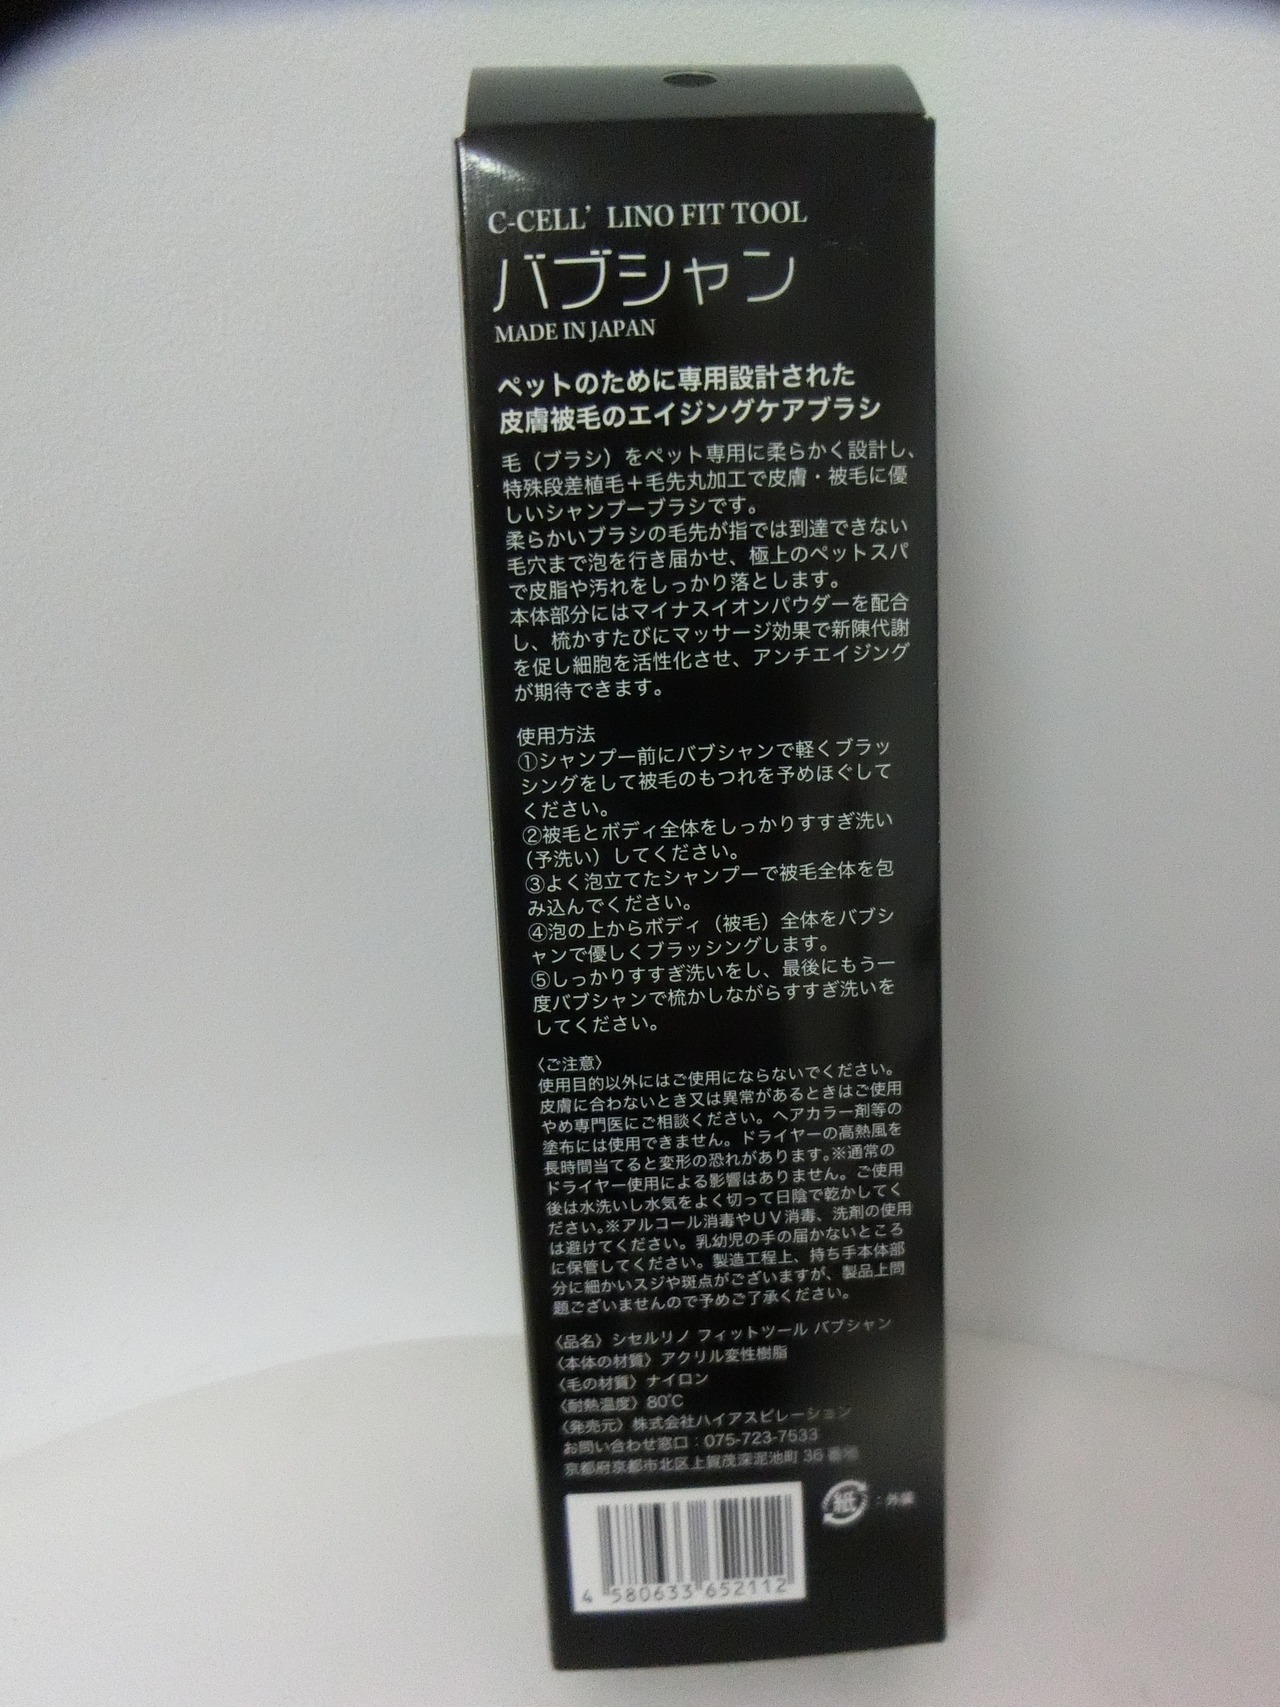 C-CELL' LINO FIT TOOL
バブシャン
MADE IN JAPAN
ペットのために専用設計された
皮膚被毛のエイジングケアブラシ
毛（ブラシ）をペット専用に柔らかく設計し、
特殊段差植毛＋毛先丸加工で皮膚・被毛に優
しいシャンプーブラシです。
柔らかいブラシの毛先が指では到達できない
毛穴まで泡を行き届かせ、極上のペットスパ
で皮脂や汚れをしっかり落とします。
本体部分にはマイナスイオンパウダーを配合
し、梳かすたびにマッサージ効果で新陳代謝
を促し細胞を活性化させ、アンチエイジング
が期待できます。
使用方法
①シャンプー前にバブシャンで軽くブラッ
シングをして被毛のもつれを予めほぐして
ください。
②被毛とボディ全体をしっかりすすぎ洗い
（予洗い）してください。
③よく泡立てたシャンプーで被毛全体を包
み込んでください。
④泡の上からボディ（被毛）全体をバブシ
ャンで優しくブラッシングします。
⑤しっかりすすぎ洗いをし、最後にもう一
度バブシャンで梳かしながらすすぎ洗いを
してください。
〈ご注意〉
使用目的以外にはご使用にならないでください。
皮膚に合わないとき又は異常があるときはご使用
やめ専門医にご相談ください。ヘアカラー剤等の
塗布には使用できません。ドライヤーの高熱風を
長時間当てると変形の恐れがあります。※通常の
ドライヤー使用による影響はありません。ご使用
後は水洗いし水気をよく切って日陰で乾かしてく
ださい。※アルコール消毒やUV消毒、洗剤の使用
は避けてください。乳幼児の手の届かないところ
に保管してください。製造工程上、持ち手本体部
分に細かいスジや斑点がございますが、製品上問
題ございませんので予めご了承ください。
〈品名〉シセルリノ フィットツール バブシャン
〈本体の材質〉アクリル変性樹脂
〈毛の材質〉ナイロン
〈耐熱温度〉80℃
〈発売元〉株式会社ハイアスピレーション
お問い合わせ窓口：075-723-7533
京都府京都市北区上賀茂深泥池町 36
紙：外装
4 580633 652112